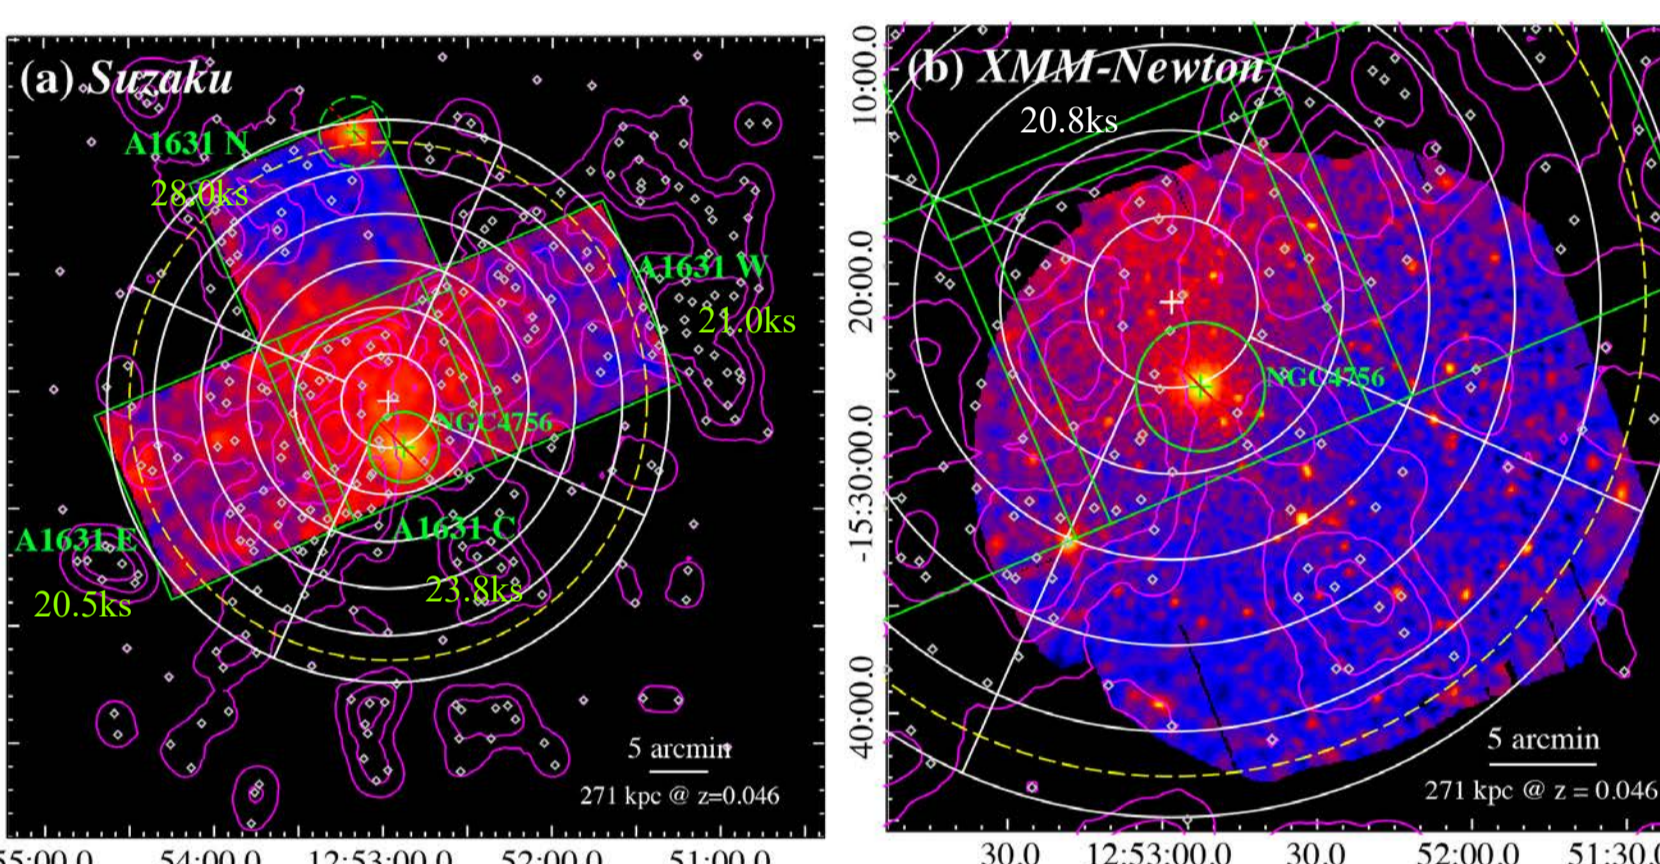 (a) Suzaku
A1631 N
28.0ks
A1631 W
21.0ks
NGC4756
A1631 C
A1631 E
23.8ks
20.5ks
5 arcmin
271 kpc @ z=0.046
55:00.0 54:00.0 12:53:00.0 52:00.0 51:00.0
(b) XMM-Newton
20.8ks
10:00.0
20:00.0
-15:30:00.0
40:00.0
NGC4756
5 arcmin
271 kpc @ z = 0.046
30.0 12:53:00.0 30.0 52:00.0 51:30.0